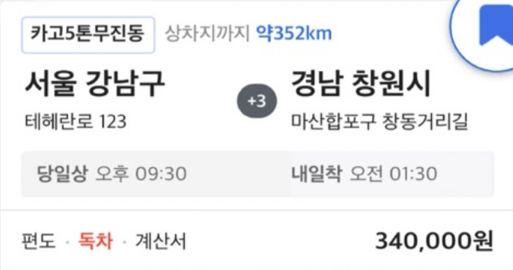 카고5톤무진동 상차지까지 약352km
서울 강남구 +3 경남 창원시
테헤란로 123 마산합포구 창동거리길
당일상 오후 09:30 내일착 오전 01:30
편도 · 독차 · 계산서 340,000원